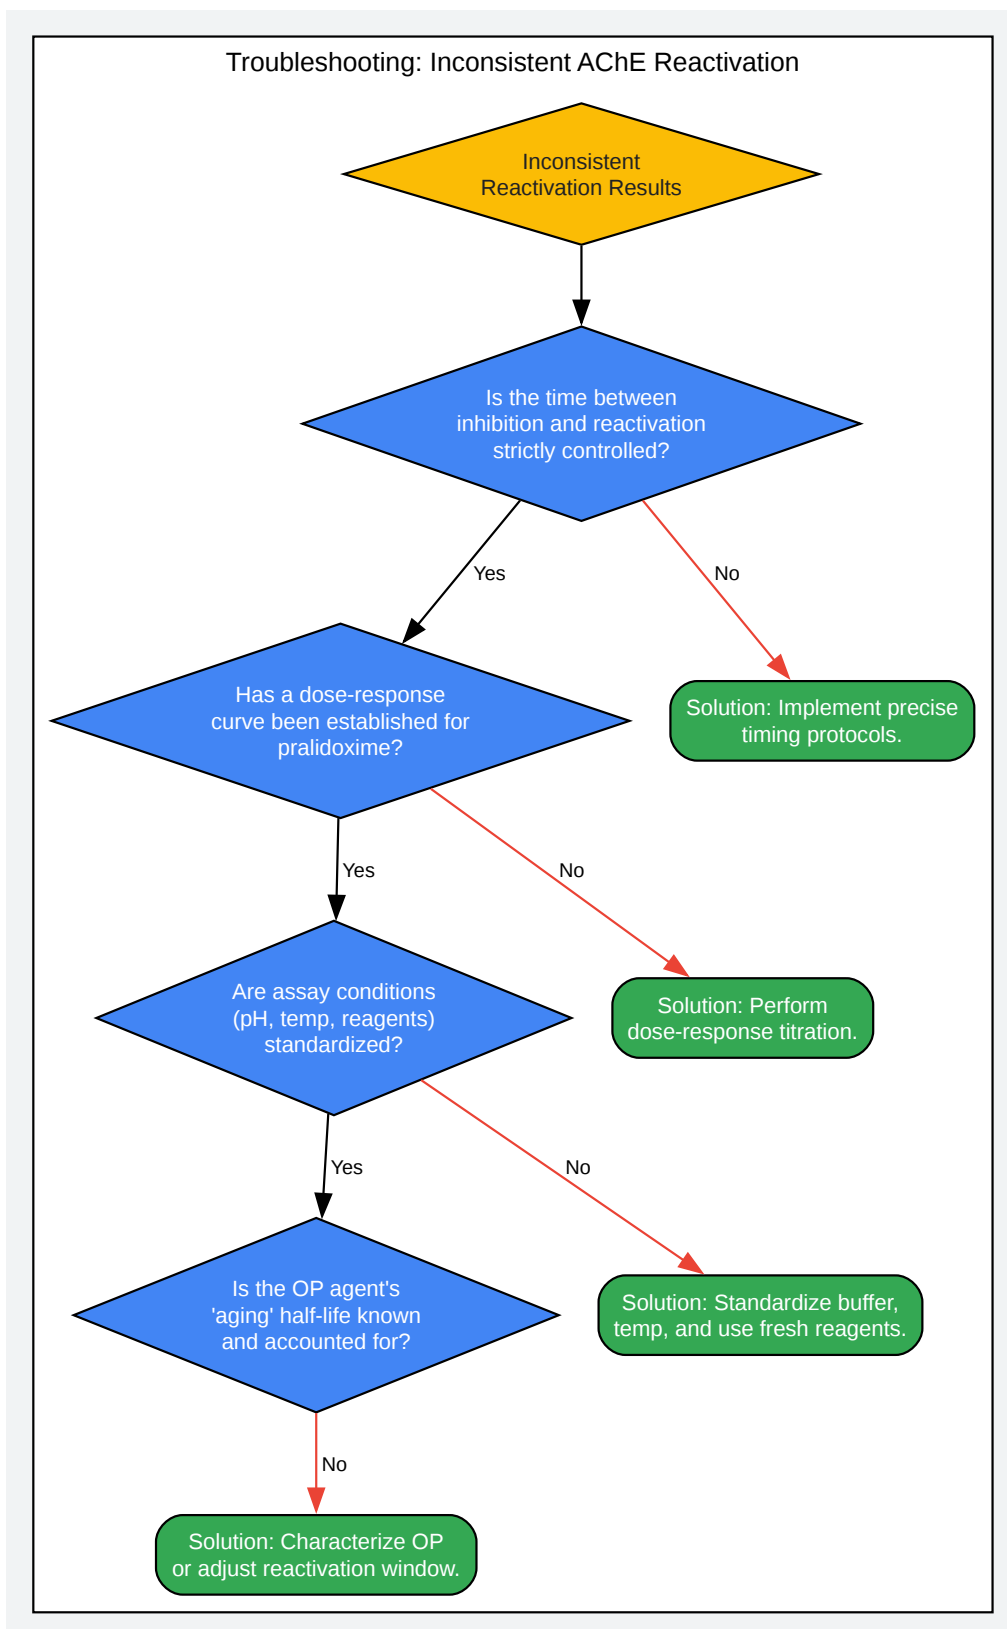 Troubleshooting: Inconsistent AChE Reactivation
Inconsistent
Reactivation Results
Is the time between
inhibition and reactivation
strictly controlled?
Yes
No
Has a dose-response
curve been established for
pralidoxime?
Solution: Implement precise
timing protocols.
Yes
No
Are assay conditions
(pH, temp, reagents)
standardized?
Solution: Perform
dose-response titration.
Yes
No
Is the OP agent's
'aging' half-life known
and accounted for?
Solution: Standardize buffer,
temp, and use fresh reagents.
No
Solution: Characterize OP
or adjust reactivation window.